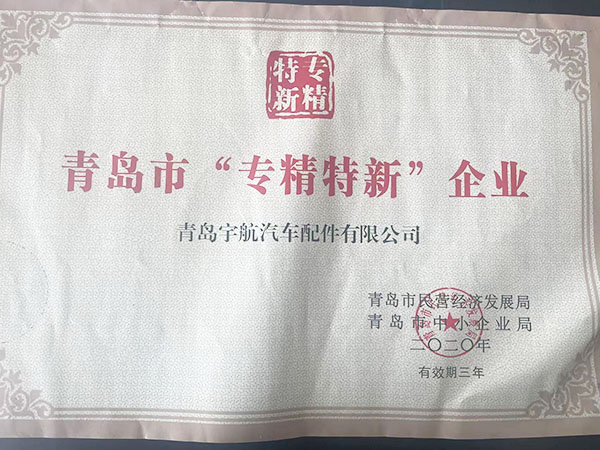 专精
特新
青岛市“专精特新”企业
青岛宇航汽车配件有限公司
青岛市民营经济发展局
青岛市中小企业局
二〇二〇年
有效期三年